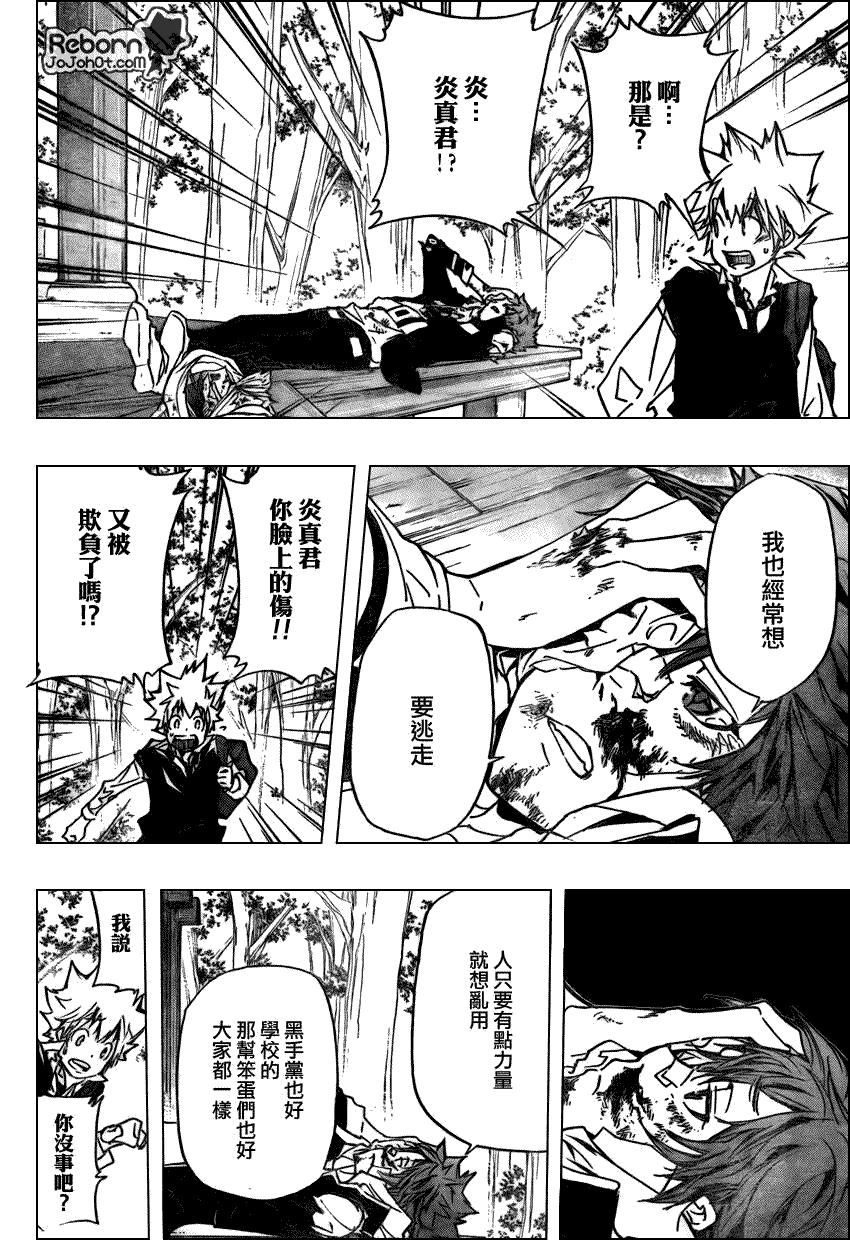 Reborn
JoJoHot.com
啊…
那是?
炎…
炎真君!?
我也經常想
要逃走
炎真君
你臉上的傷!!
又被
欺負了嗎!?
人只要有點力量
就想亂用
黑手黨也好
學校的
那幫笨蛋們也好
大家都一樣
我説
你沒事吧?